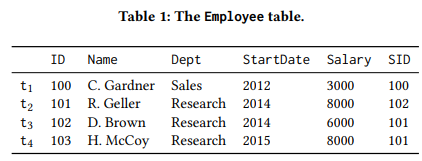 Table 1: The Employee table.
ID Name Dept StartDate Salary SID
t1 100 C. Gardner Sales 2012 3000 100
t2 101 R. Geller Research 2014 8000 102
t3 102 D. Brown Research 2014 6000 101
t4 103 H. McCoy Research 2015 8000 101